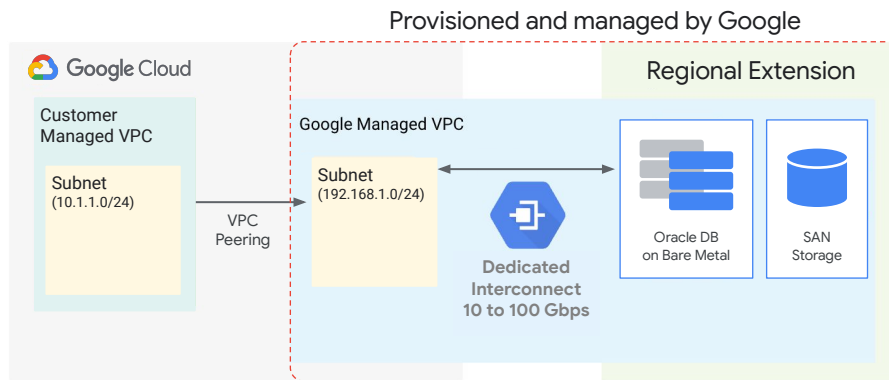 Provisioned and managed by Google
Google Cloud
Regional Extension
Customer
Managed VPC
Subnet
(10.1.1.0/24)
VPC
Peering
Google Managed VPC
Subnet
(192.168.1.0/24)
Dedicated
Interconnect
10 to 100 Gbps
Oracle DB
on Bare Metal
SAN
Storage